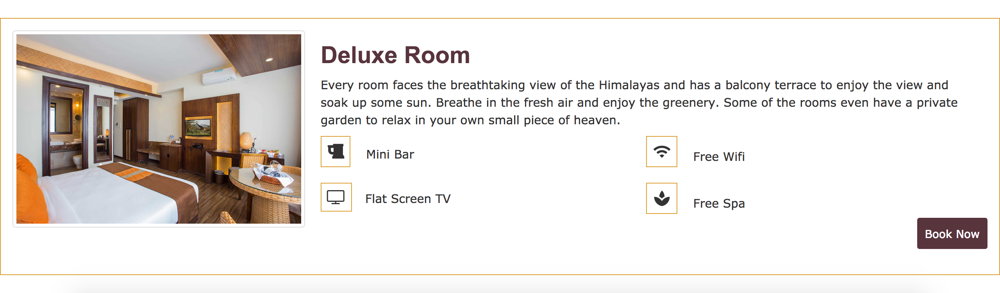 Deluxe Room
Every room faces the breathtaking view of the Himalayas and has a balcony terrace to enjoy the view and
soak up some sun. Breathe in the fresh air and enjoy the greenery. Some of the rooms even have a private
garden to relax in your own small piece of heaven.
Mini Bar
Free Wifi
Flat Screen TV
Free Spa
Book Now